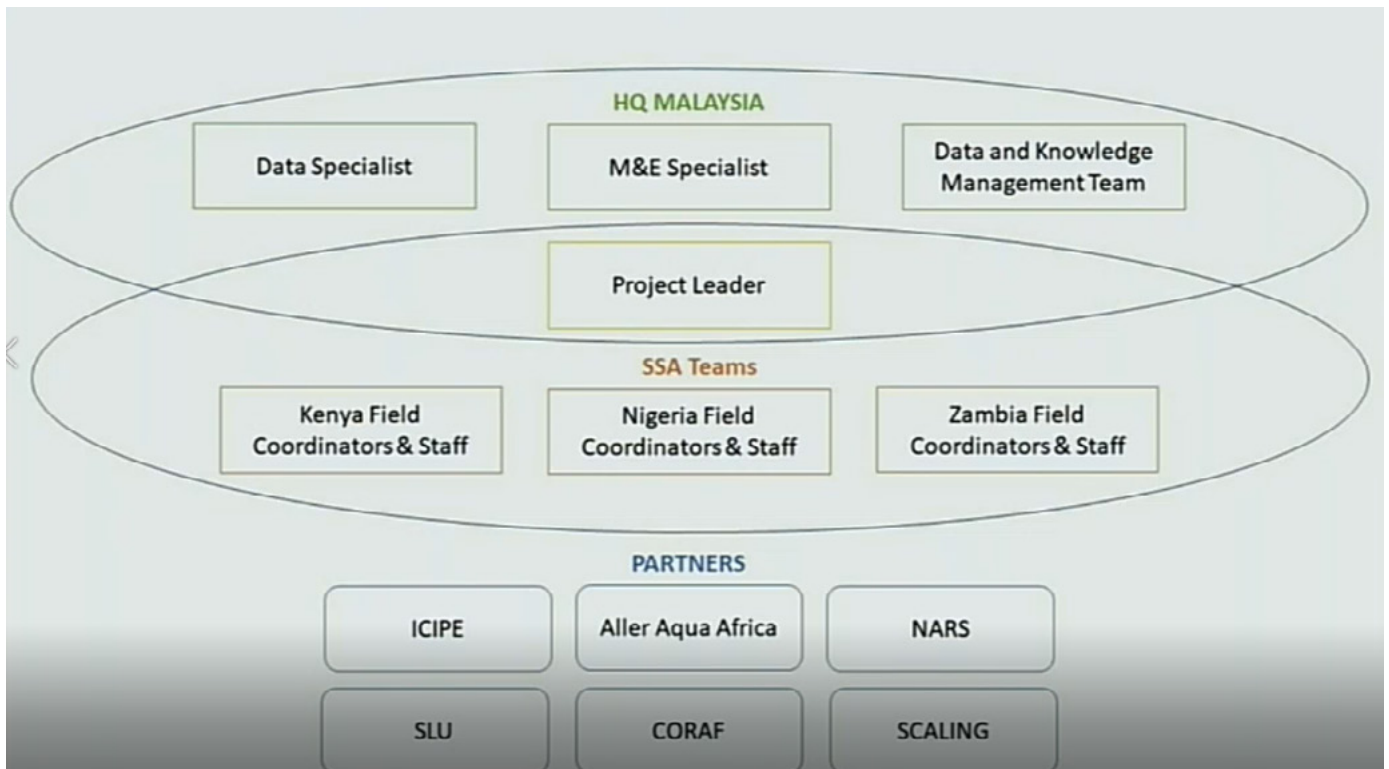 HQ MALAYSIA
Data Specialist
M&E Specialist
Data and Knowledge
Management Team
Project Leader
SSA Teams
Kenya Field
Coordinators & Staff
Nigeria Field
Coordinators & Staff
Zambia Field
Coordinators & Staff
PARTNERS
ICIPE
Aller Aqua Africa
NARS
SLU
CORAF
SCALING